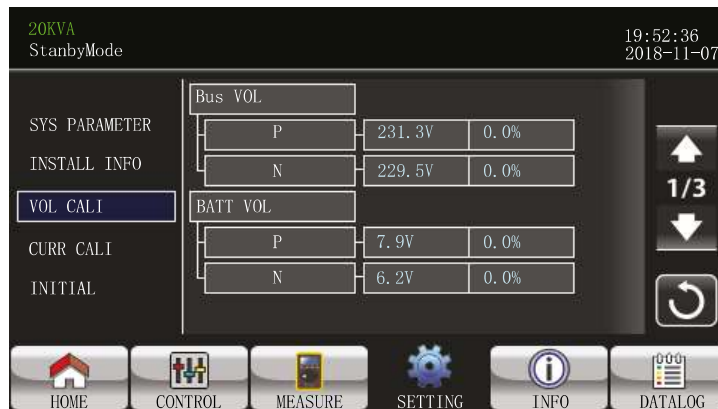 20KVA
StanbyMode
19:52:36
2018-11-07
SYS PARAMETER
INSTALL INFO
VOL CALI
CURR CALI
INITIAL
Bus VOL
P 231.3V 0.0%
N 229.5V 0.0%
BATT VOL
P 7.9V 0.0%
N 6.2V 0.0%
1/3
HOME CONTROL MEASURE SETTING INFO DATALOG